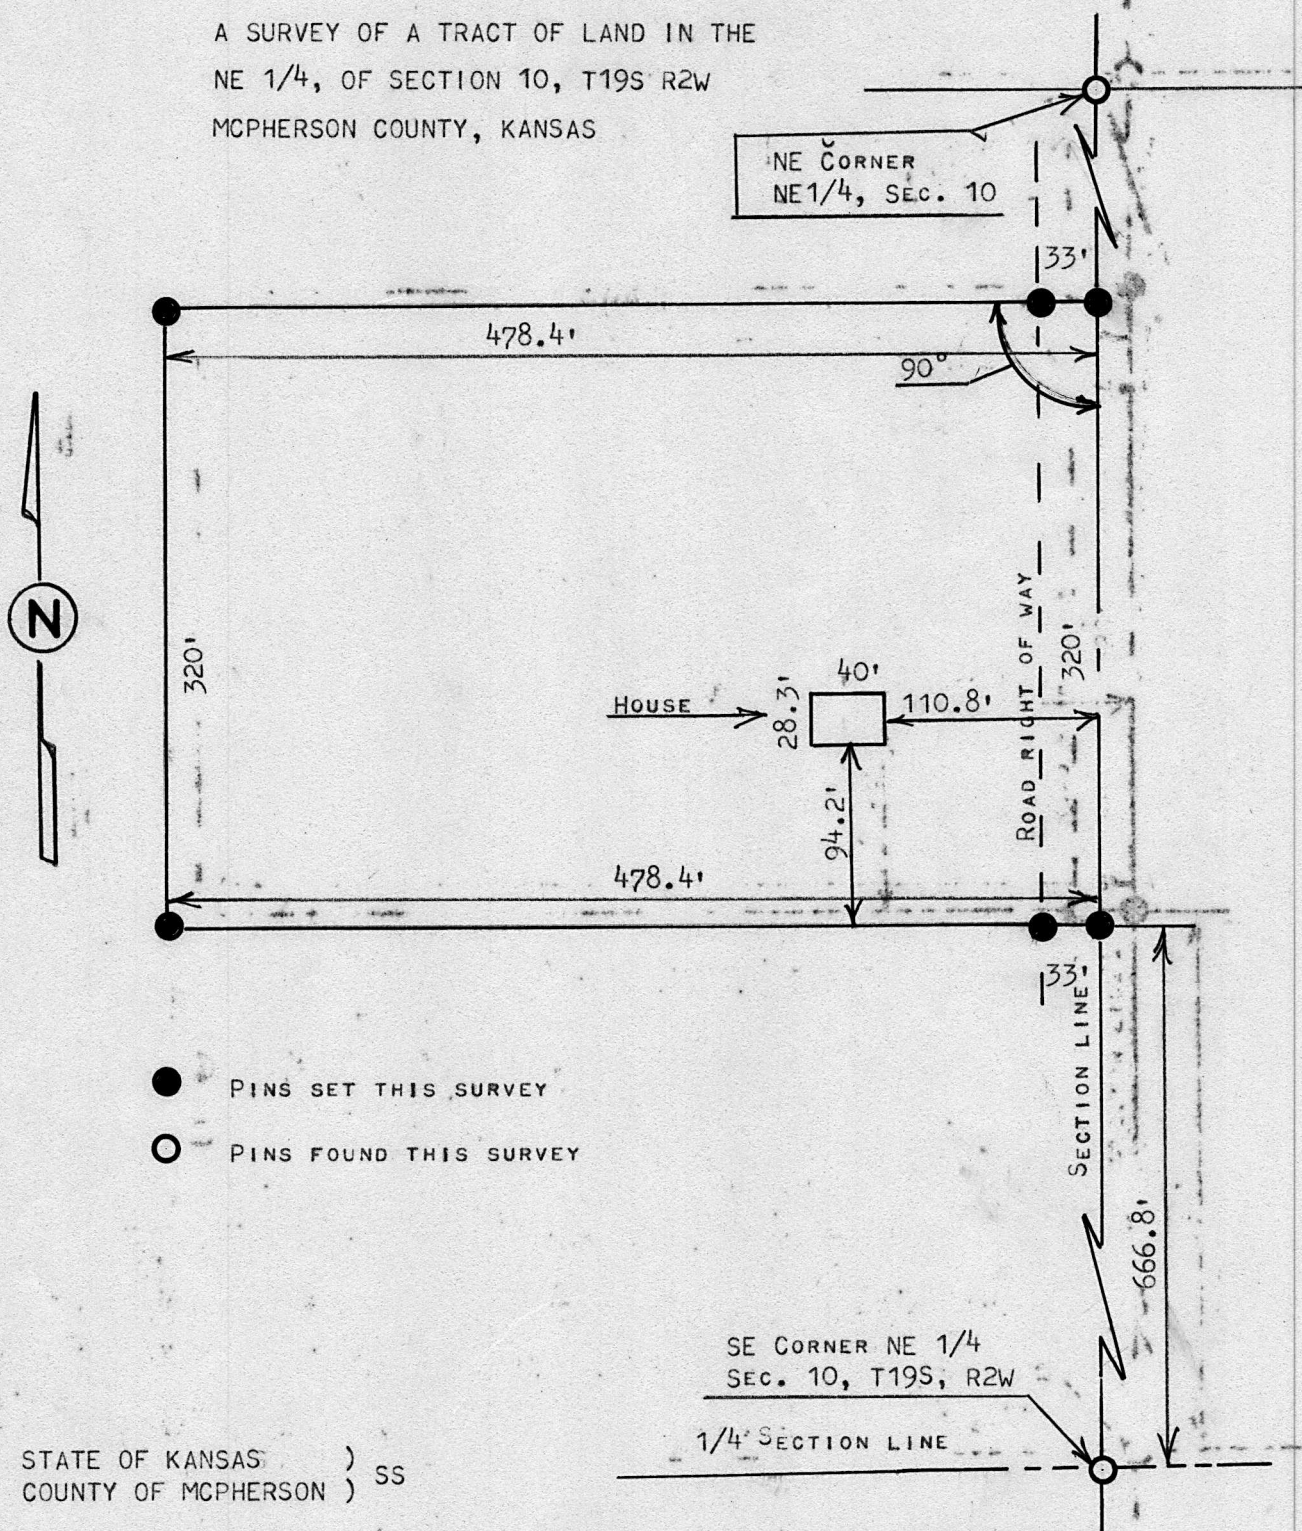 A SURVEY OF A TRACT OF LAND IN THE
NE 1/4, OF SECTION 10, T19S R2W
MCPHERSON COUNTY, KANSAS
NE CORNER
NE1/4, SEC. 10
33'
478.4'
90°
N
320'
ROAD RIGHT OF WAY
320'
HOUSE
40'
28.3'
110.8'
94.2'
478.4'
33'
SECTION LINE
PINS SET THIS SURVEY
PINS FOUND THIS SURVEY
666.8'
SE CORNER NE 1/4
SEC. 10, T19S, R2W
1/4 SECTION LINE
STATE OF KANSAS )
COUNTY OF MCPHERSON ) SS